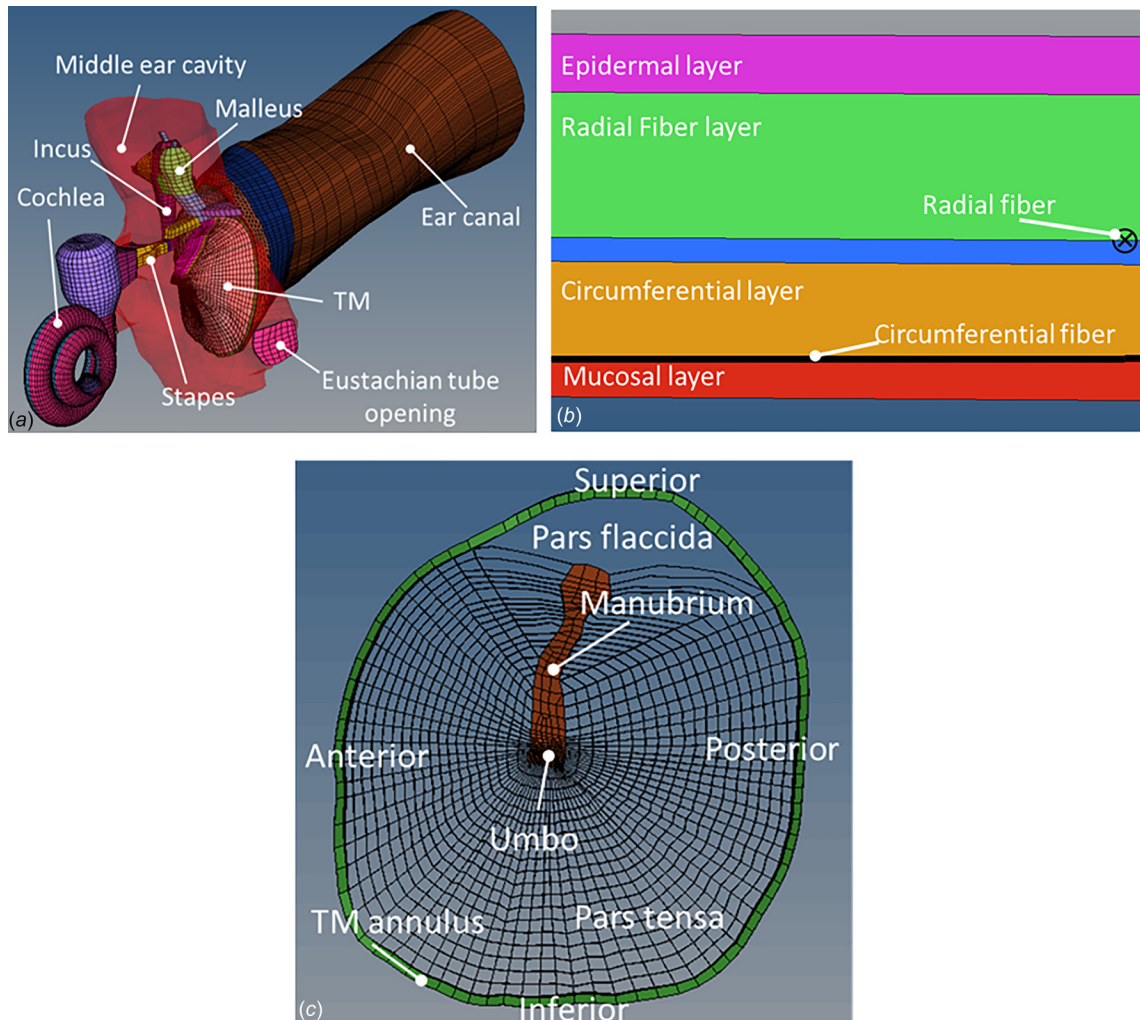 Middle ear cavity
Malleus
Incus
Cochlea
Ear canal
TM
Stapes
Eustachian tube
opening
(a)
Epidermal layer
Radial Fiber layer
Radial fiber
Circumferential layer
Circumferential fiber
Mucosal layer
(b)
Superior
Pars flaccida
Manubrium
Anterior
Posterior
Umbo
TM annulus
Pars tensa
Inferior
(c)